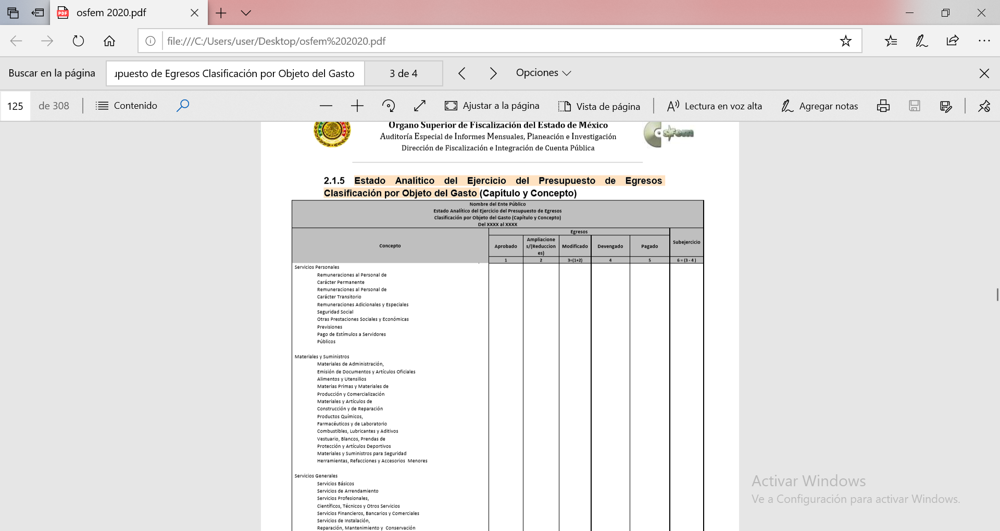 osfem 2020.pdf
file:///C:/Users/user/Desktop/osfem%202020.pdf
Buscar en la página
puesto de Egresos Clasificación por Objeto del Gasto
3 de 4
Opciones
125 de 308
Contenido
Ajustar a la página
Vista de página
Lectura en voz alta
Agregar notas
Organo Superior de Fiscalización del Estado de México
Auditoría Especial de Informes Mensuales, Planeación e Investigación
Dirección de Fiscalización e Integración de Cuenta Pública
osfem
2.1.5 Estado Analítico del Ejercicio del Presupuesto de Egresos
Clasificación por Objeto del Gasto (Capítulo y Concepto)
Nombre del Ente Público
Estado Analítico del Ejercicio del Presupuesto de Egresos
Clasificación por Objeto del Gasto (Capítulo y Concepto)
Del XXXX al XXXX
Concepto
Egresos
Subejercicio
Aprobado
Ampliacione
s/(Reduccion
es)
Modificado
Devengado
Pagado
1
2
3=(1+2)
4
5
6 = (3 - 4 )
Servicios Personales
Remuneraciones al Personal de
Carácter Permanente
Remuneraciones al Personal de
Carácter Transitorio
Remuneraciones Adicionales y Especiales
Seguridad Social
Otras Prestaciones Sociales y Económicas
Previsiones
Pago de Estímulos a Servidores
Públicos
Materiales y Suministros
Materiales de Administración,
Emisión de Documentos y Artículos Oficiales
Alimentos y Utensilios
Materias Primas y Materiales de
Producción y Comercialización
Materiales y Artículos de
Construcción y de Reparación
Productos Químicos,
Farmacéuticos y de Laboratorio
Combustibles, Lubricantes y Aditivos
Vestuario, Blancos, Prendas de
Protección y Artículos Deportivos
Materiales y Suministros para Seguridad
Herramientas, Refacciones y Accesorios Menores
Servicios Generales
Servicios Básicos
Servicios de Arrendamiento
Servicios Profesionales,
Científicos, Técnicos y Otros Servicios
Servicios Financieros, Bancarios y Comerciales
Servicios de Instalación,
Reparación, Mantenimiento y Conservación
Activar Windows
Ve a Configuración para activar Windows.